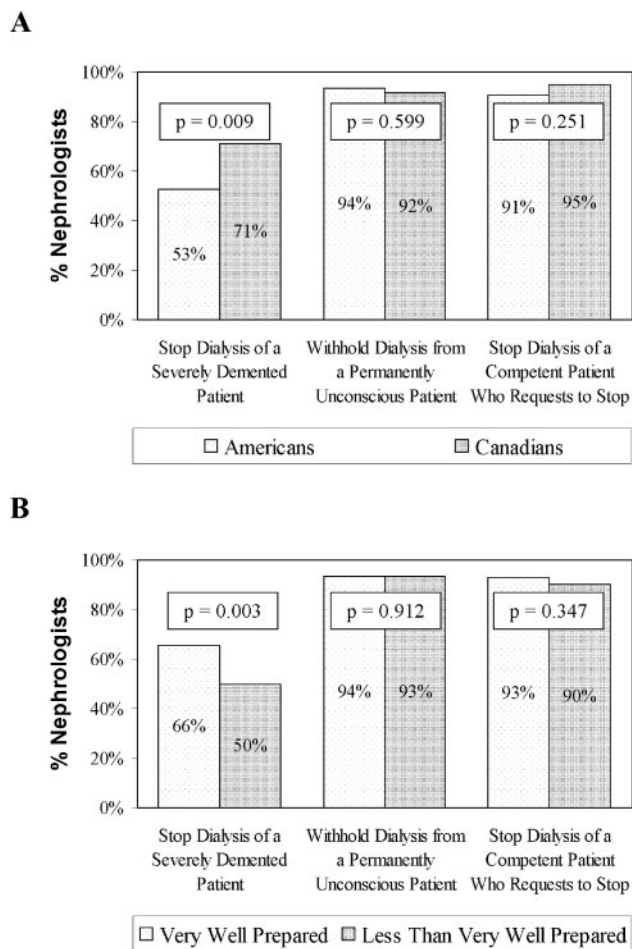 A
% Nephrologists
100%
80%
60%
40%
20%
0%
p = 0.009
p = 0.599
p = 0.251
53%
71%
94%
92%
91%
95%
Stop Dialysis of a
Severely Demented
Patient
Withhold Dialysis from
a Permanently
Unconscious Patient
Stop Dialysis of a
Competent Patient
Who Requests to Stop
Americans
Canadians
B
% Nephrologists
100%
80%
60%
40%
20%
0%
p = 0.003
p = 0.912
p = 0.347
66%
50%
94%
93%
93%
90%
Stop Dialysis of a
Severely Demented
Patient
Withhold Dialysis from
a Permanently
Unconscious Patient
Stop Dialysis of a
Competent Patient
Who Requests to Stop
Very Well Prepared
Less Than Very Well Prepared